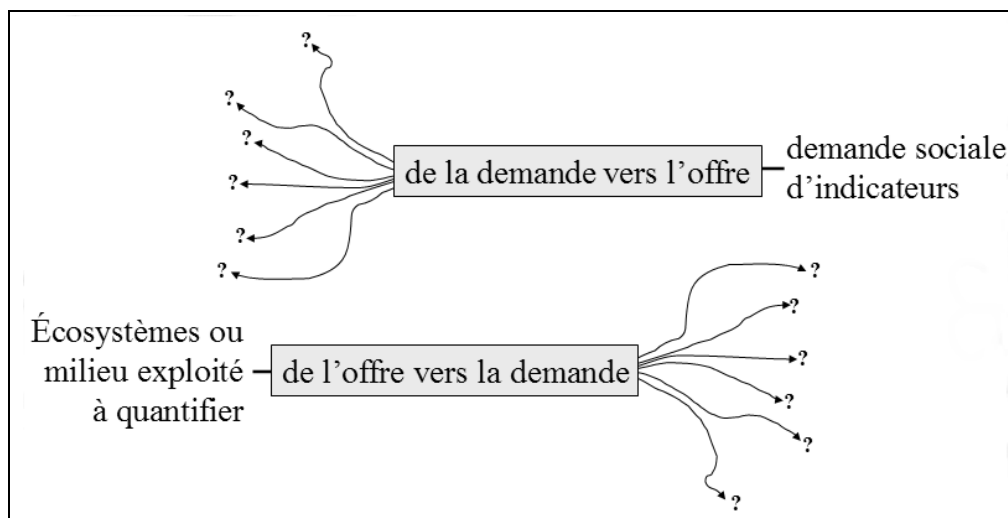 ?
?
?
?
?
?
de la demande vers l’offre
demande sociale
d’indicateurs
Écosystèmes ou
milieu exploité
à quantifier
de l’offre vers la demande
?
?
?
?
?
?